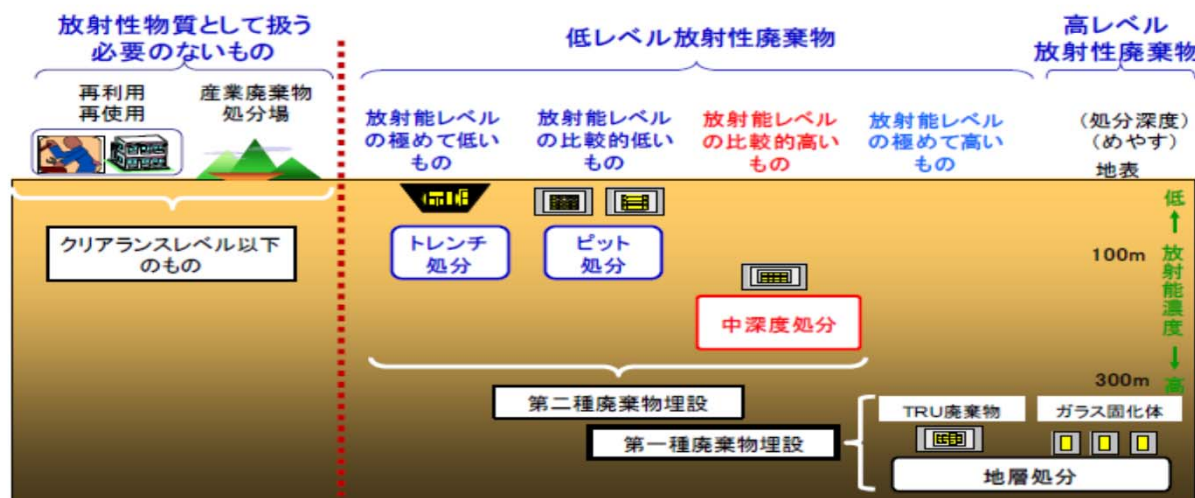 放射性物質として扱う
必要のないもの
低レベル放射性廃棄物
高レベル
放射性廃棄物
再利用
再使用
産業廃棄物
処分場
放射能レベル
の極めて低い
もの
放射能レベル
の比較的低い
もの
放射能レベル
の比較的高い
もの
放射能レベル
の極めて高い
もの
(処分深度)
(めやす)
地表
クリアランスレベル以下
のもの
トレンチ
処分
ピット
処分
中深度処分
100m
300m
低
放射能濃度
高
第二種廃棄物埋設
第一種廃棄物埋設
TRU廃棄物
ガラス固化体
地層処分